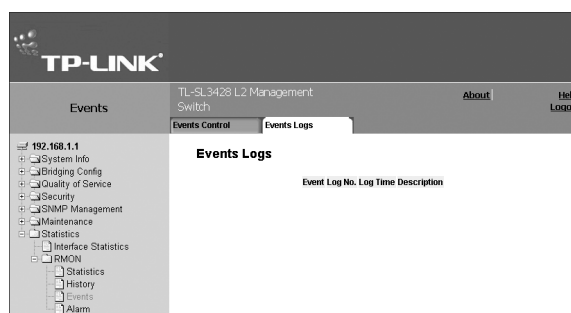 TP-LINK
Events
TL-SL3428 L2 Management
Switch
About
Events Control
Events Logs
192.168.1.1
System Info
Bridging Config
Quality of Service
Security
SNMP Management
Maintenance
Statistics
Interface Statistics
RMON
Statistics
History
Events
Alarm
Events Logs
Event Log No. Log Time Description